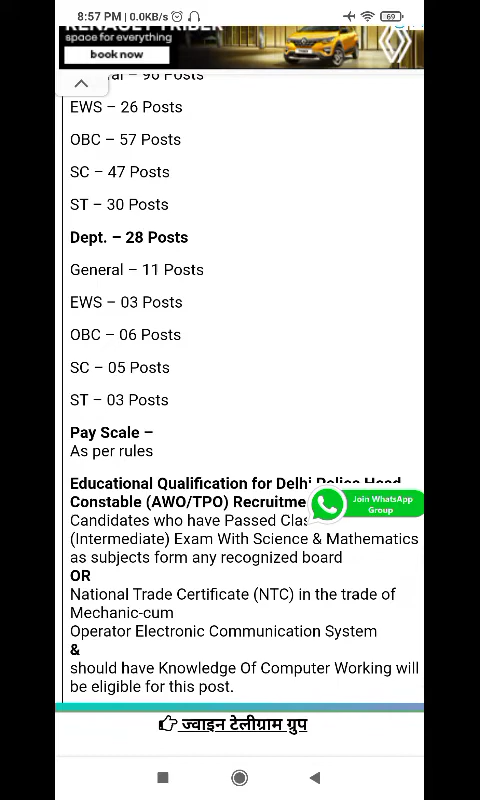 8:57 PM | 0.0KB/s
69
RENAULT TRIBER
space for everything
book now
– 96 Posts
EWS – 26 Posts
OBC – 57 Posts
SC – 47 Posts
ST – 30 Posts
Dept. – 28 Posts
General – 11 Posts
EWS – 03 Posts
OBC – 06 Posts
SC – 05 Posts
ST – 03 Posts
Pay Scale –
As per rules
Educational Qualification for Delhi Police Head
Constable (AWO/TPO) Recruitme
Join WhatsApp
Group
Candidates who have Passed Clas
(Intermediate) Exam With Science & Mathematics
as subjects form any recognized board
OR
National Trade Certificate (NTC) in the trade of
Mechanic-cum
Operator Electronic Communication System
&
should have Knowledge Of Computer Working will
be eligible for this post.
ज्वाइन टेलीग्राम ग्रुप